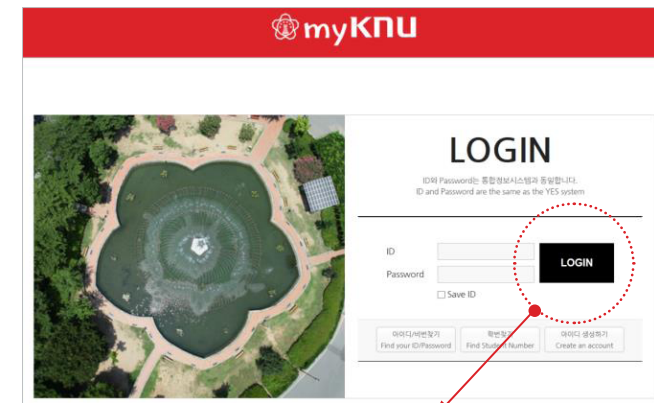 myKNU
LOGIN
ID와 Password는 통합정보시스템과 동일합니다.
ID and Password are the same as the YES system
ID
Password
LOGIN
Save ID
아이디/비번찾기
Find your ID/Password
학번찾기
Find Student Number
아이디 생성하기
Create an account